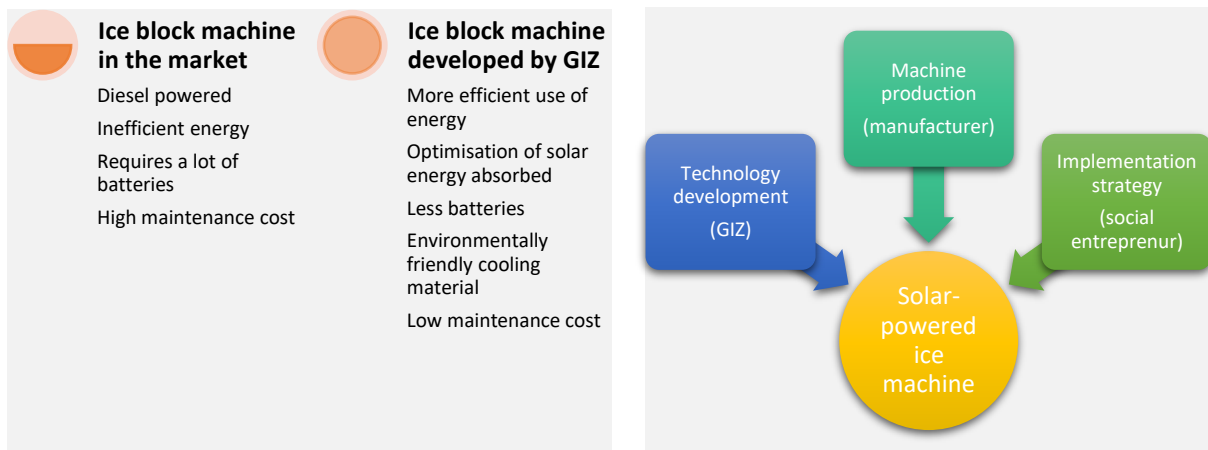 Ice block machine
in the market
Diesel powered
Inefficient energy
Requires a lot of
batteries
High maintenance cost
Ice block machine
developed by GIZ
More efficient use of
energy
Optimisation of solar
energy absorbed
Less batteries
Environmentally
friendly cooling
material
Low maintenance cost
Technology
development
(GIZ)
Machine
production
(manufacturer)
Implementation
strategy
(social
entreprenur)
Solar-
powered
ice
machine